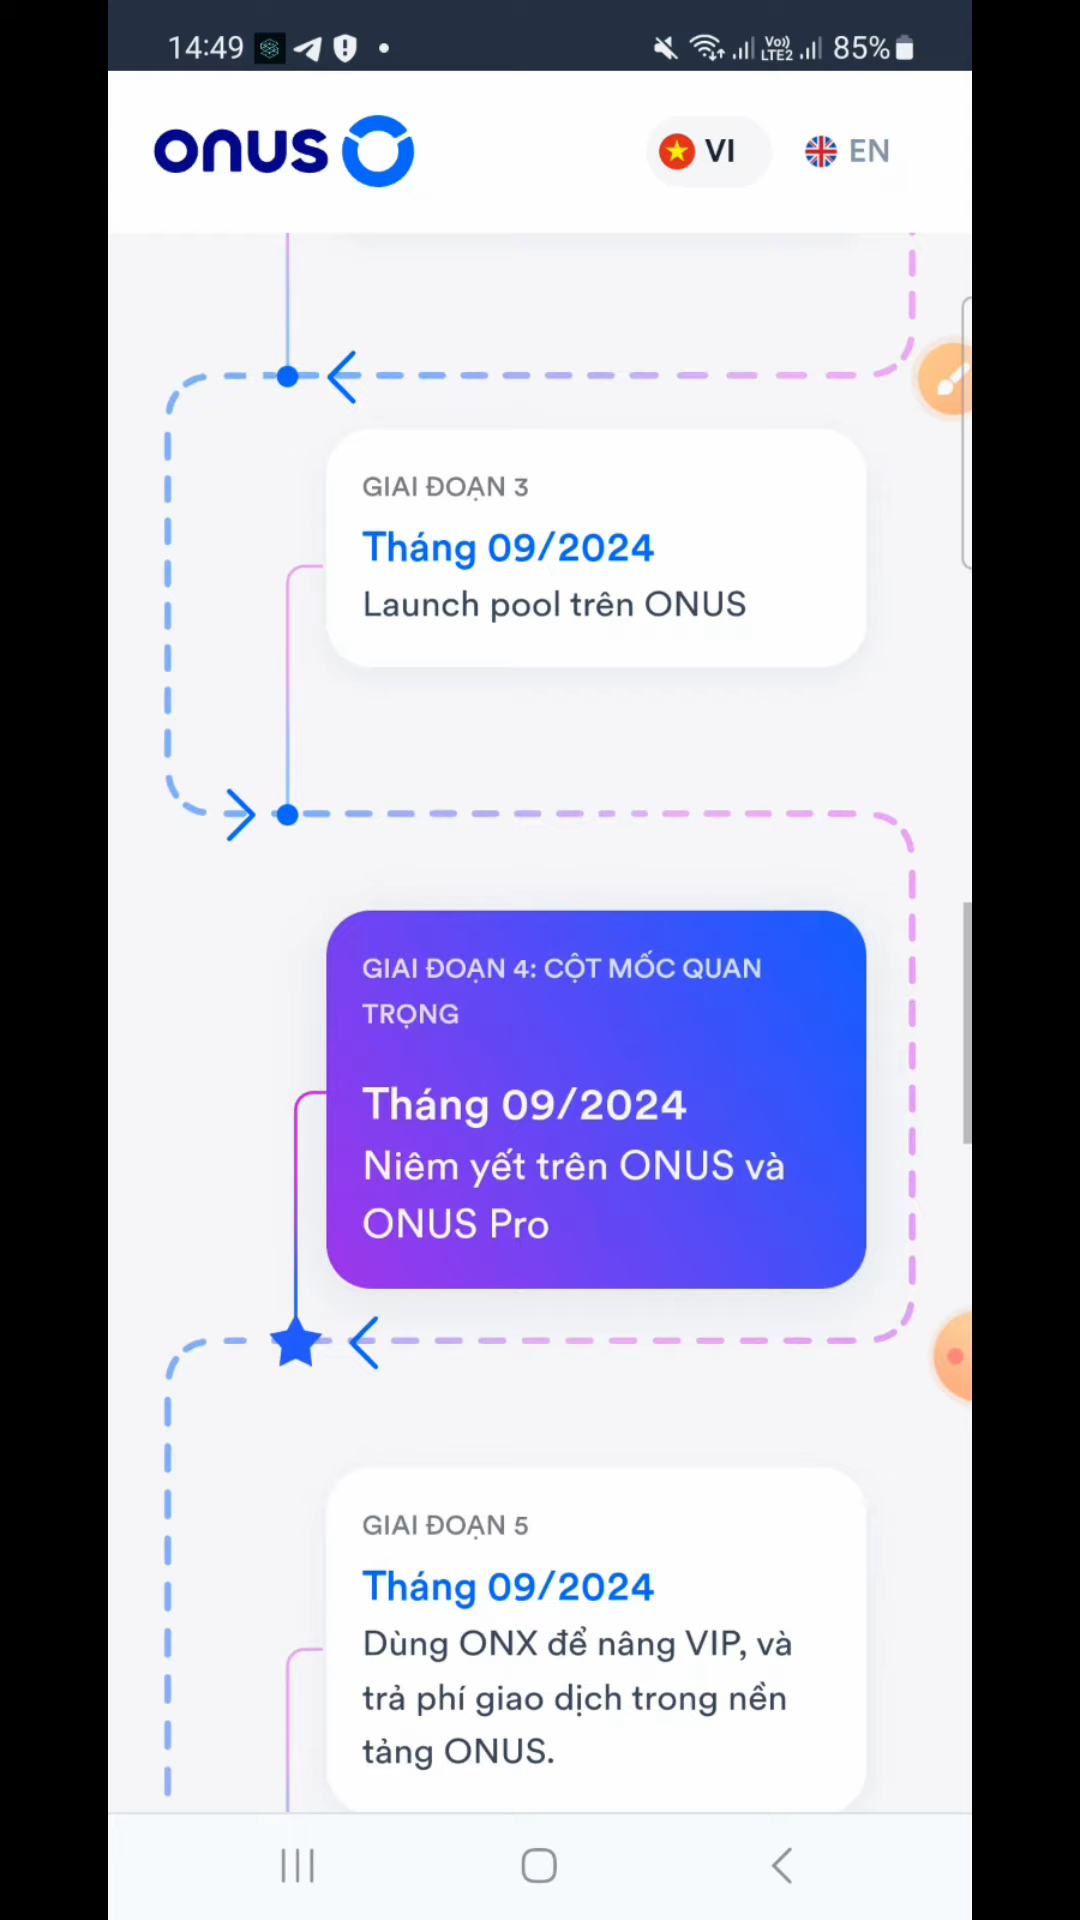 14:49
Vo))
LTE2
85%
onus
VI
EN
GIAI ĐOẠN 3
Tháng 09/2024
Launch pool trên ONUS
GIAI ĐOẠN 4: CỘT MỐC QUAN
TRỌNG
Tháng 09/2024
Niêm yết trên ONUS và
ONUS Pro
GIAI ĐOẠN 5
Tháng 09/2024
Dùng ONX để nâng VIP, và
trả phí giao dịch trong nền
tảng ONUS.